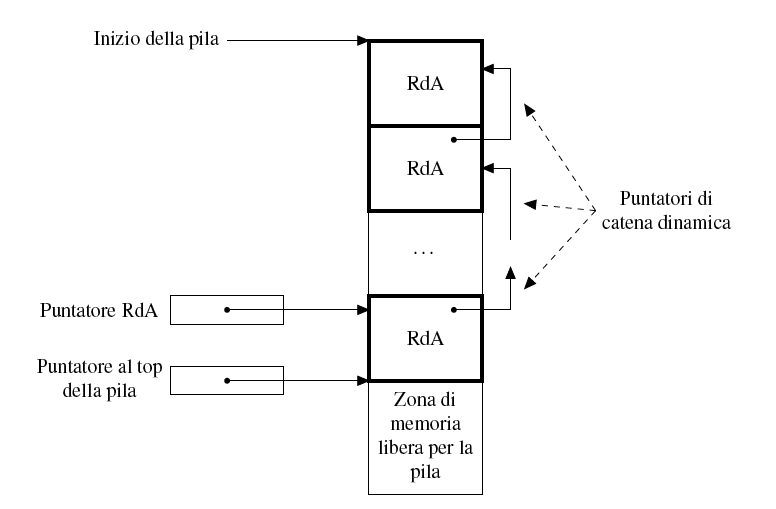 Inizio della pila
RdA
RdA
Puntatori di
catena dinamica
...
Puntatore RdA
RdA
Puntatore al top
della pila
Zona di
memoria
libera per la
pila